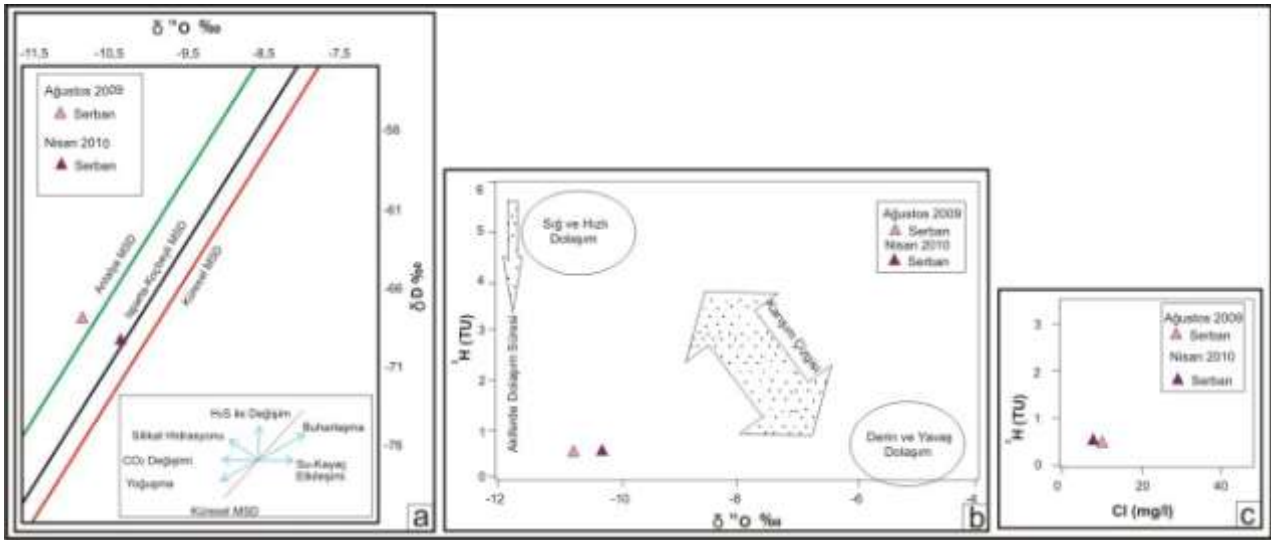 δ ¹⁸O ‰
-11,5 -10,5 -9,5 -8,5 -7,5
Ağustos 2009
Serban
Nisan 2010
Serban
-58
-61
-66
-71
-76
δD ‰
Antalya MSD
Isparta-Koçbeyli MSD
Küresel MSD
H₂S ile Değişim
Silikat Hidrasyonu
Buharlaşma
CO₂ Değişimi
Su-Kayaç
Etkileşimi
Yoğuşma
Küresel MSD
a
³H (TU)
6
5
4
3
2
1
0
Akiferde Dolaşım Süresi
Sığ ve Hızlı
Dolaşım
Ağustos 2009
Serban
Nisan 2010
Serban
Karışım Çizgisi
Derin ve Yavaş
Dolaşım
-12 -10 -8 -6 -4
δ ¹⁸O ‰
b
³H (TU)
3
2
1
0
Ağustos 2009
Serban
Nisan 2010
Serban
0 20 40
Cl (mg/l)
c